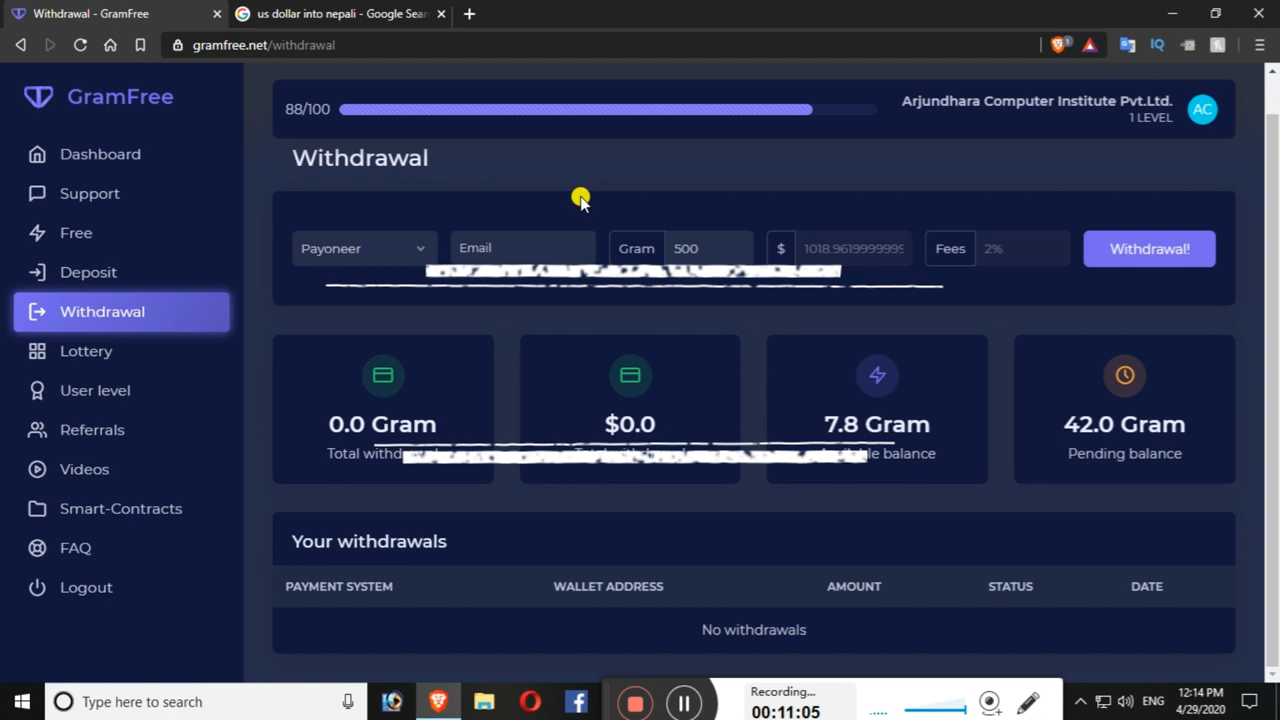 Withdrawal - GramFree
us dollar into nepali - Google Sear
gramfree.net/withdrawal
GramFree
88/100
Arjundhara Computer Institute Pvt.Ltd.
1 LEVEL
AC
Dashboard
Support
Free
Deposit
Withdrawal
Lottery
User level
Referrals
Videos
Smart-Contracts
FAQ
Logout
Withdrawal
Payoneer
Email
Gram 500
$ 1018.9619999999
Fees 2%
Withdrawal!
0.0 Gram
$0.0
7.8 Gram
42.0 Gram
Pending balance
Your withdrawals
PAYMENT SYSTEM WALLET ADDRESS AMOUNT STATUS DATE
No withdrawals
Type here to search
Recording...
00:11:05
ENG
12:14 PM
4/29/2020